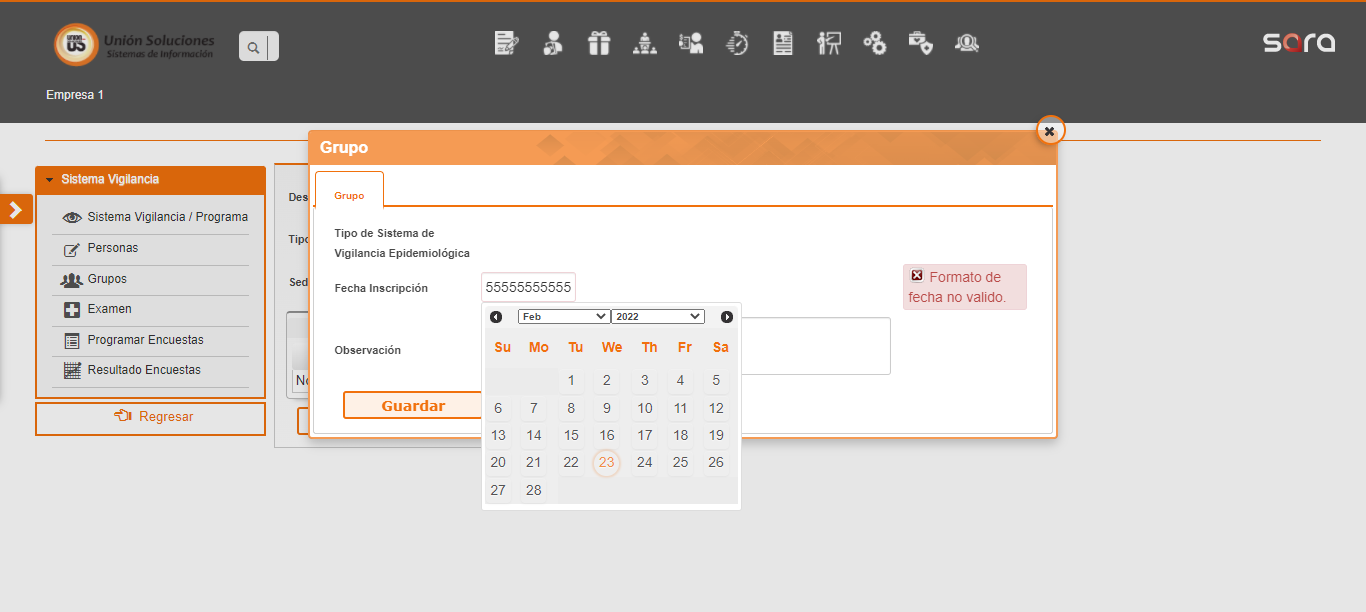 UNION
US
Unión Soluciones
Sistemas de Información
sara
Empresa 1
Grupo
Sistema Vigilancia
Des
Grupo
Sistema Vigilancia / Programa
Tipo
Tipo de Sistema de
Vigilancia Epidemiológica
Personas
Formato de
fecha no valido.
Grupos
Sed
Fecha Inscripción
55555555555
Examen
Feb
2022
Programar Encuestas
Su Mo Tu We Th Fr Sa
Observación
Resultado Encuestas
No
1 2 3 4 5
Regresar
Guardar
6 7 8 9 10 11 12
13 14 15 16 17 18 19
20 21 22 23 24 25 26
27 28